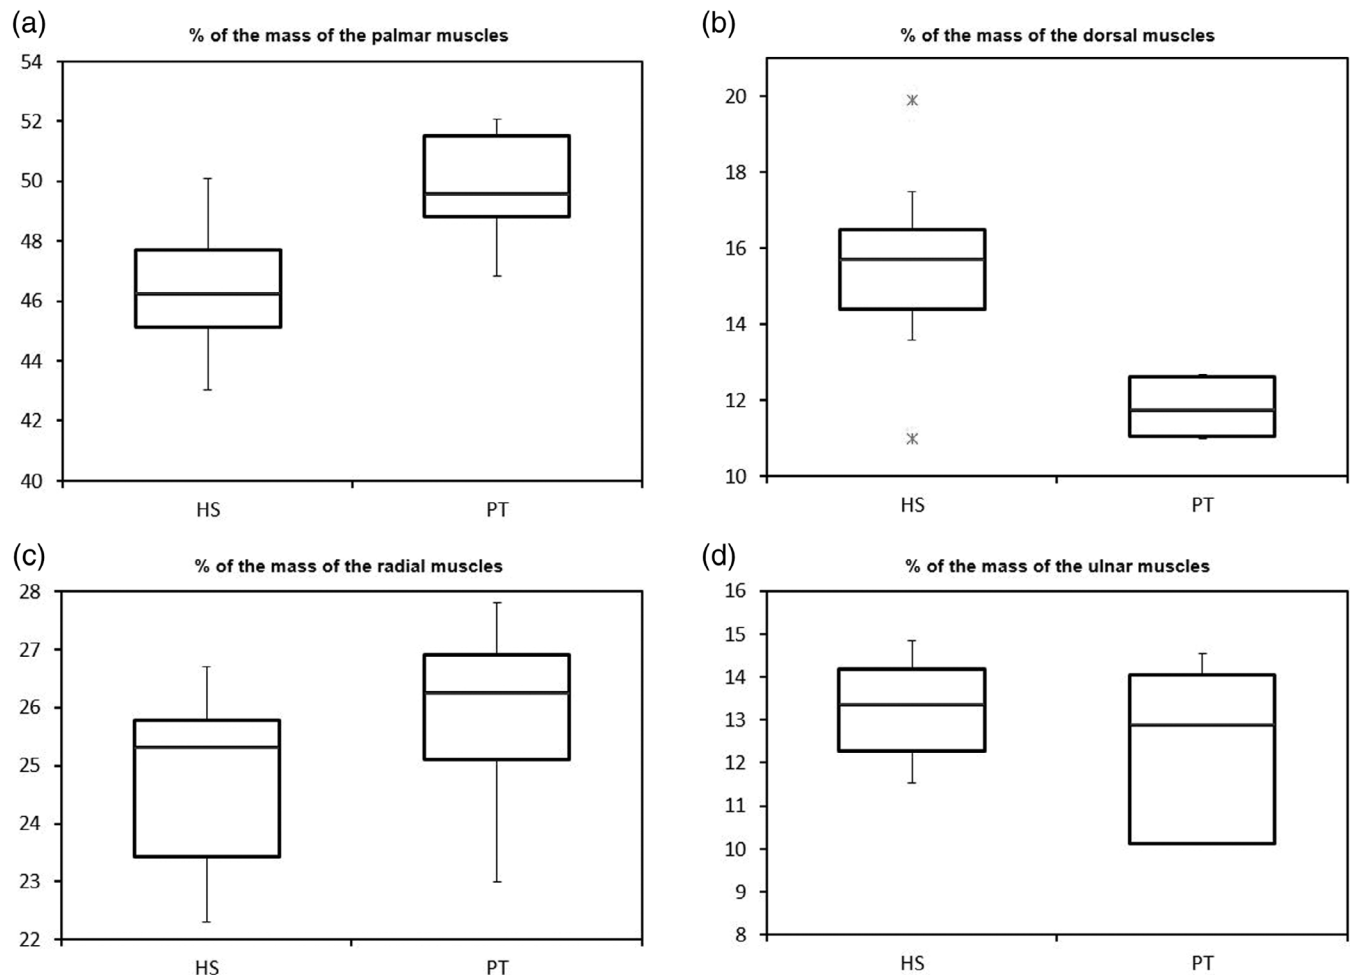 (a)
% of the mass of the palmar muscles
54
52
50
48
46
44
42
40
HS PT
(b)
% of the mass of the dorsal muscles
20
18
16
14
12
10
HS PT
(c)
% of the mass of the radial muscles
28
27
26
25
24
23
22
HS PT
(d)
% of the mass of the ulnar muscles
16
15
14
13
12
11
10
9
8
HS PT